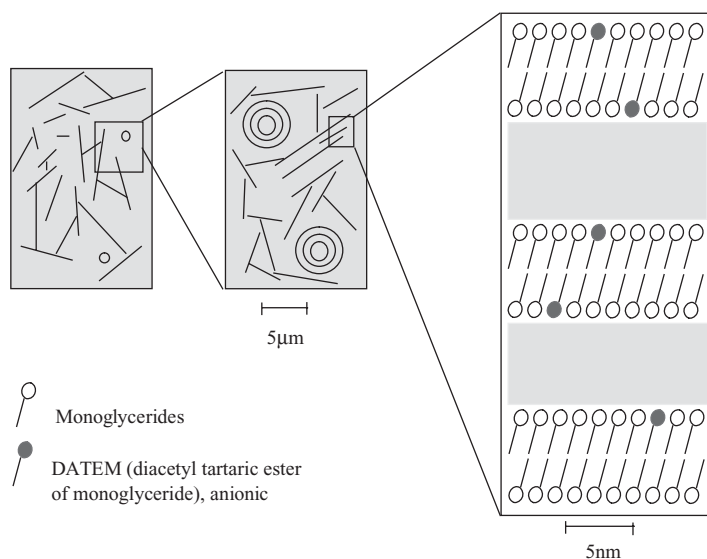 5μm
Monoglycerides
DATEM (diacetyl tartaric ester
of monoglyceride), anionic
5nm